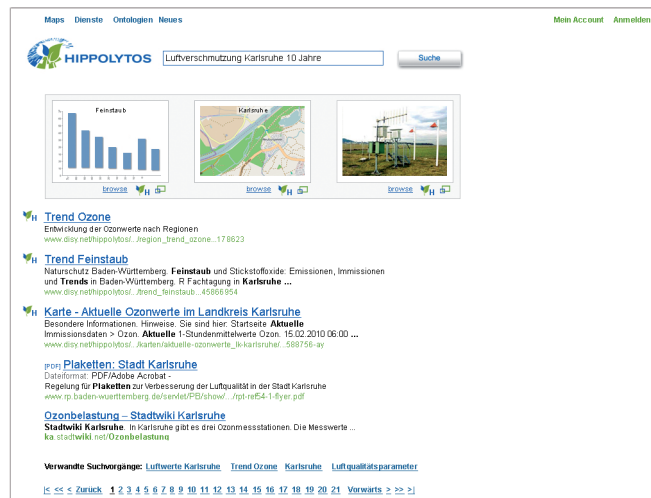 Maps Dienste Ontologien Neues
Mein Account Anmelden
HIPPOLYTOS
Luftverschmutzung Karlsruhe 10 Jahre
Suche
Feinstaub
Karlsruhe
browse H
browse H
browse H
H Trend Ozone
Entwicklung der Ozonwerte nach Regionen
www.disy.net/hippolytos/.../region_trend_ozone...178623
H Trend Feinstaub
Naturschutz Baden-Württemberg. Feinstaub und Stickstoffoxide: Emissionen, Immissionen
und Trends in Baden-Württemberg. R Fachtagung in Karlsruhe ...
www.disy.net/hippolytos/.../trend_feinstaub...45866954
H Karte - Aktuelle Ozonwerte im Landkreis Karlsruhe
Besondere Informationen. Hinweise. Sie sind hier: Startseite Aktuelle
Immissionsdaten > Ozon. Aktuelle 1-Stundenmittelwerte Ozon. 15.02.2010 06:00 ...
www.disy.net/hippolytos/.../karten/aktuelle-ozonwerte_lk-karlsruhe/...588756-ay
[PDF] Plaketten: Stadt Karlsruhe
Dateiformat: PDF/Adobe Acrobat -
Regelung für Plaketten zur Verbesserung der Luftqualität in der Stadt Karlsruhe
www.rp.baden-wuerttemberg.de/servlet/PB/show/.../rpt-ref54-1-flyer.pdf
Ozonbelastung – Stadtwiki Karlsruhe
Stadtwiki Karlsruhe. In Karlsruhe gibt es drei Ozonmessstationen. Die Messwerte ...
ka.stadtwiki.net/Ozonbelastung
Verwandte Suchvorgänge: Luftwerte Karlsruhe Trend Ozone Karlsruhe Luftqualitätsparameter
|< << < Zurück 1 2 3 4 5 6 7 8 9 10 11 12 13 14 15 16 17 18 19 20 21 Vorwärts > >> >|